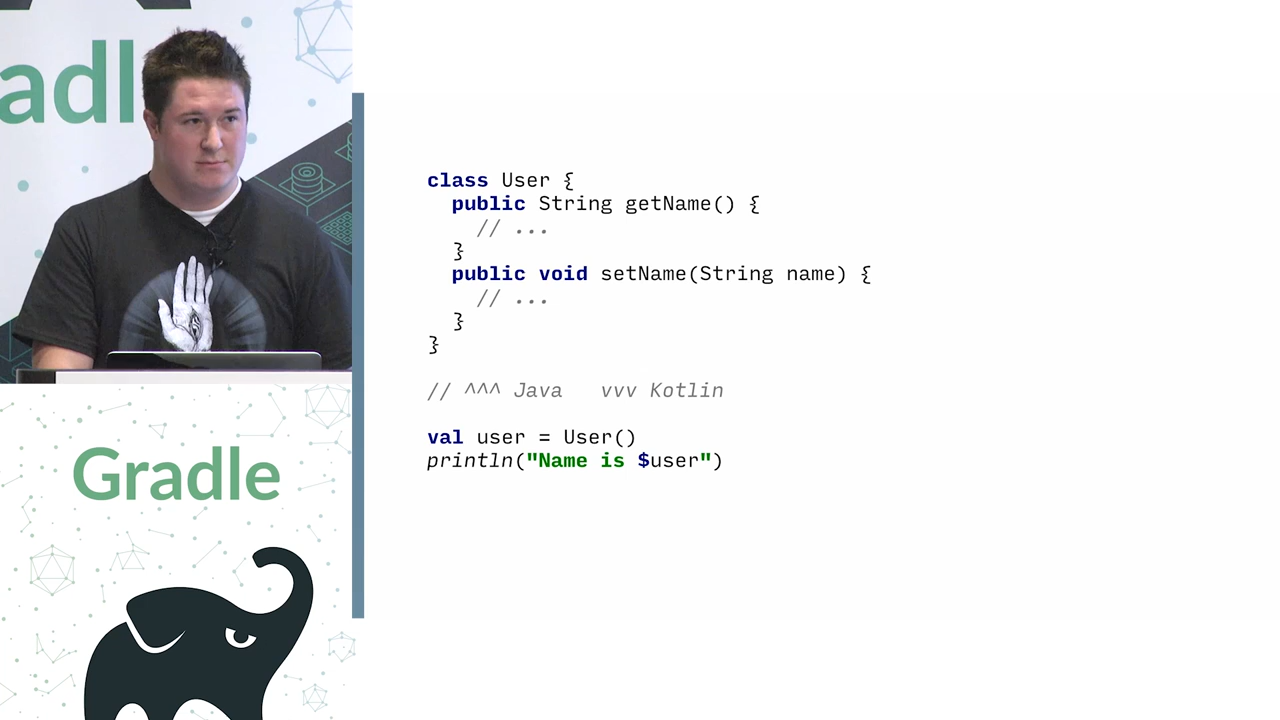 adl
class User {
  public String getName() {
    // ...
  }
  public void setName(String name) {
    // ...
  }
}
// ^^^ Java   vvv Kotlin
val user = User()
println("Name is $user")
Gradle